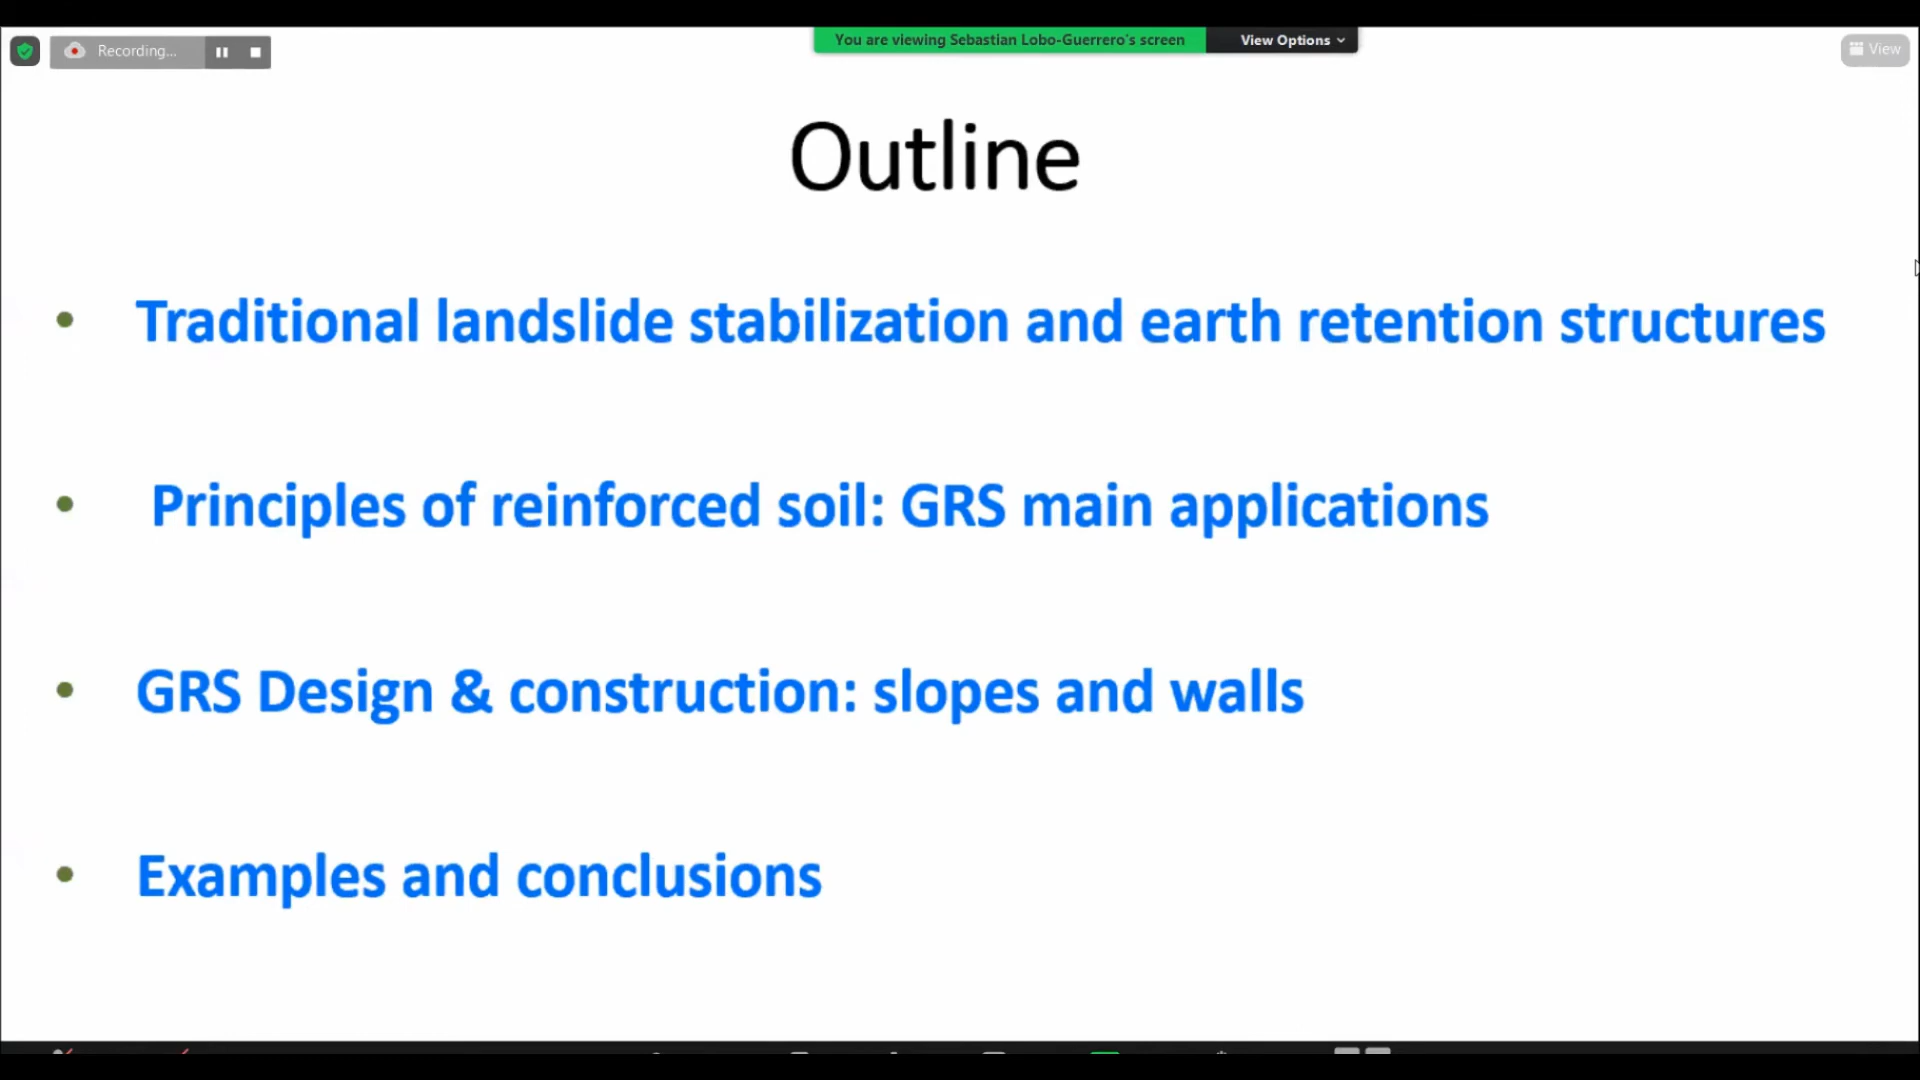 Recording...
You are viewing Sebastian Lobo-Guerrero's screen
View Options
View
Outline
• Traditional landslide stabilization and earth retention structures
• Principles of reinforced soil: GRS main applications
• GRS Design & construction: slopes and walls
• Examples and conclusions